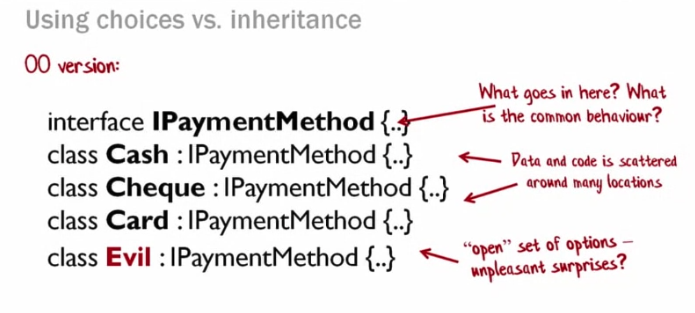 Using choices vs. inheritance
OO version:
What goes in here? What
is the common behaviour?
interface IPaymentMethod {..}
class Cash : IPaymentMethod {..}
class Cheque : IPaymentMethod {..}
class Card : IPaymentMethod {..}
class Evil : IPaymentMethod {..}
Data and code is scattered
around many locations
“open” set of options –
unpleasant surprises?